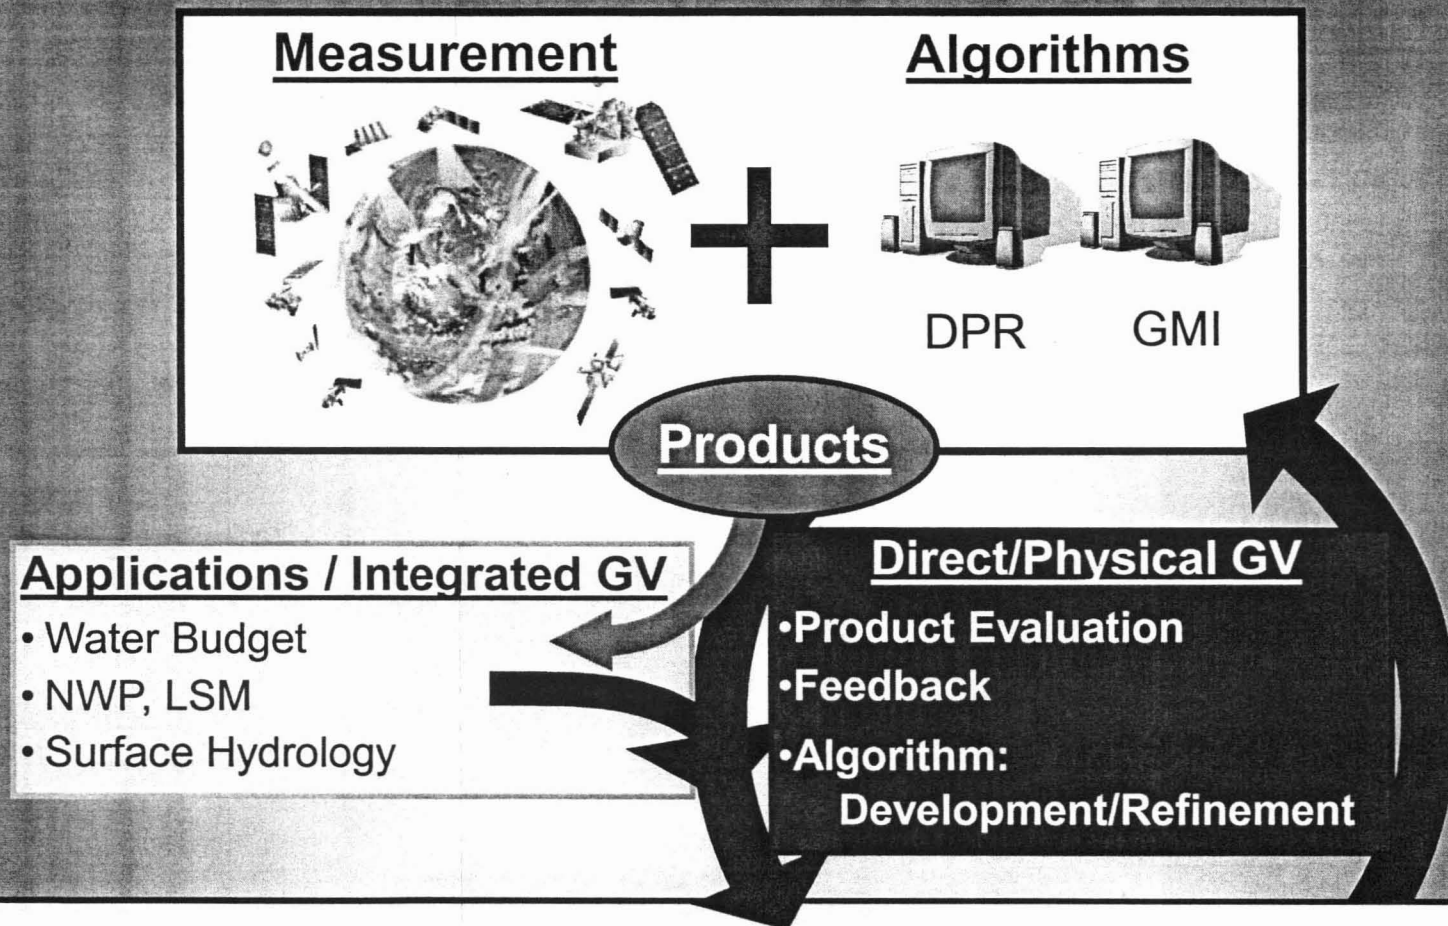 Measurement
Algorithms
DPR
GMI
Products
Applications / Integrated GV
• Water Budget
• NWP, LSM
• Surface Hydrology
Direct/Physical GV
•Product Evaluation
•Feedback
•Algorithm:
Development/Refinement